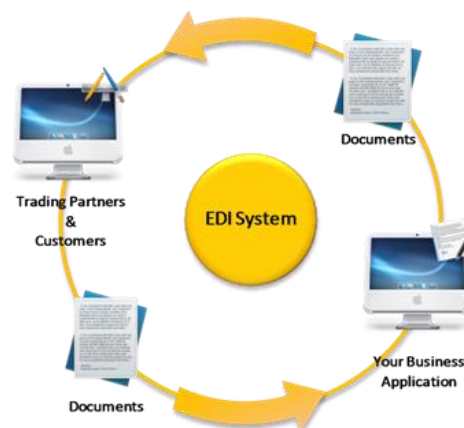 Documents
Trading Partners
&
Customers
EDI System
Your Business
Application
Documents